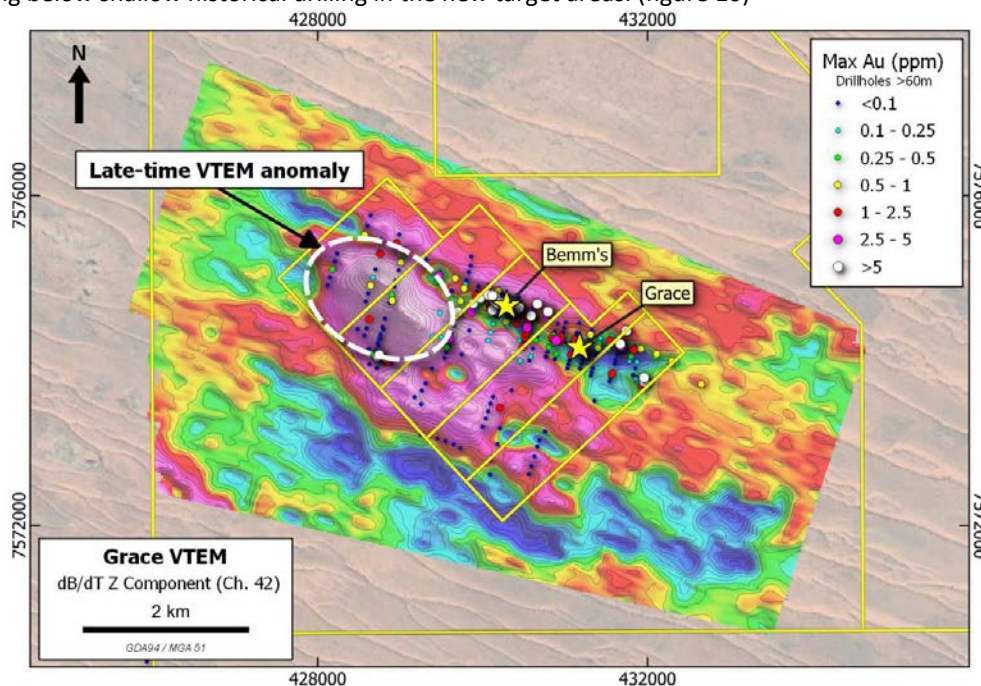 ng below shallow historical drilling in the new target areas. (figure 10)
428000
432000
N
Late-time VTEM anomaly
Bemm's
Grace
Max Au (ppm)
Drillholes >60m
<0.1
0.1 - 0.25
0.25 - 0.5
0.5 - 1
1 - 2.5
2.5 - 5
>5
7576000
7576000
7572000
7572000
Grace VTEM
dB/dT Z Component (Ch. 42)
2 km
GDA94 / MGA 51
428000
432000